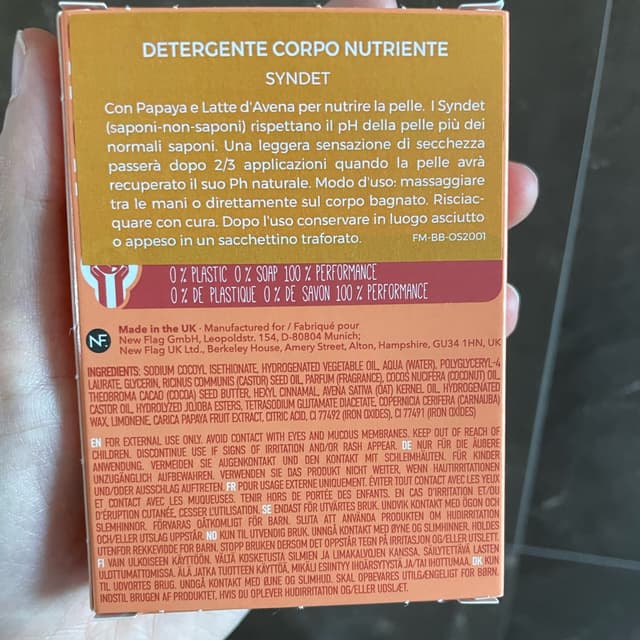 DETERGENTE CORPO NUTRIENTE
SYNDET
Con Papaya e Latte d'Avena per nutrire la pelle. I Syndet
(saponi-non-saponi) rispettano il pH della pelle più dei
normali saponi. Una leggera sensazione di secchezza
passerà dopo 2/3 applicazioni quando la pelle avrà
recuperato il suo Ph naturale. Modo d'uso: massaggiare
tra le mani o direttamente sul corpo bagnato. Risciac-
quare con cura. Dopo l'uso conservare in luogo asciutto
o appeso in un sacchettino traforato.
FM-BB-OS2001
0 % PLASTIC 0 % SOAP 100 % PERFORMANCE
0 % DE PLASTIQUE 0 % DE SAVON 100 % PERFORMANCE
NF.
Made in the UK · Manufactured for / Fabriqué pour
New Flag GmbH, Leopoldstr. 154, D-80804 Munich;
New Flag UK Ltd., Berkeley House, Amery Street, Alton, Hampshire, GU34 1HN, UK
INGREDIENTS: SODIUM COCOYL ISETHIONATE, HYDROGENATED VEGETABLE OIL, AQUA (WATER), POLYGLYCERYL-4
LAURATE, GLYCERIN, RICINUS COMMUNIS (CASTOR) SEED OIL, PARFUM (FRAGRANCE), COCOS NUCIFERA (COCONUT) OIL,
THEOBROMA CACAO (COCOA) SEED BUTTER, HEXYL CINNAMAL, AVENA SATIVA (OAT) KERNEL OIL, HYDROGENATED
CASTOR OIL, HYDROLYZED JOJOBA ESTERS, TETRASODIUM GLUTAMATE DIACETATE, COPERNICIA CERIFERA (CARNAUBA)
WAX, LIMONENE, CARICA PAPAYA FRUIT EXTRACT, CITRIC ACID, CI 77492 (IRON OXIDES), CI 77491 (IRON OXIDES)
EN FOR EXTERNAL USE ONLY. AVOID CONTACT WITH EYES AND MUCOUS MEMBRANES. KEEP OUT OF REACH OF
CHILDREN. DISCONTINUE USE IF SIGNS OF IRRITATION AND/OR RASH APPEAR. DE NUR FÜR DIE ÄUßERE
ANWENDUNG. VERMEIDEN SIE AUGENKONTAKT UND DEN KONTAKT MIT SCHLEIMHÄUTEN. FÜR KINDER
UNZUGÄNGLICH AUFBEWAHREN. VERWENDEN SIE DAS PRODUKT NICHT WEITER, WENN HAUTIRRITATIONEN
UND/ODER AUSSCHLAG AUFTRETEN. FR POUR USAGE EXTERNE UNIQUEMENT. ÉVITER TOUT CONTACT AVEC LES YEUX
ET CONTACT AVEC LES MUQUEUSES. TENIR HORS DE PORTÉE DES ENFANTS. EN CAS D'IRRITATION ET/OU
D'ÉRUPTION CUTANÉE, CESSER L'UTILISATION. SE ENDAST FÖR UTVÄRTES BRUK. UNDVIK KONTAKT MED ÖGON OCH
SLEMHINNOR. FÖRVARAS OÅTKOMLIGT FÖR BARN. SLUTA ATT ANVÄNDA PRODUKTEN OM HUDIRRITATION
OCH/ELLER UTSLAG UPPSTÅR. NO KUN TIL UTVENDIG BRUK. UNNGÅ KONTAKT MED ØYNE OG SLIMHINNER. HOLDES
UTENFOR REKKEVIDDE FOR BARN. STOPP BRUKEN DERSOM DET OPPSTÅR TEGN PÅ IRRITASJON OG/ELLER UTSLETT.
FI VAIN ULKOISEEN KÄYTTÖÖN. VÄLTÄ KOSKETUSTA SILMIEN JA LIMAKALVOJEN KANSSA. SÄILYTETTÄVÄ LASTEN
ULOTTUMATTOMISSA. ÄLÄ JATKA TUOTTEEN KÄYTTÖÄ, MIKÄLI ESIINTYY IHOÄRSYTYSTÄ JA/TAI IHOTTUMAA. DK KUN
TIL UDVORTES BRUG. UNDGÅ KONTAKT MED ØJNE OG SLIMHUD. SKAL OPBEVARES UTILGÆNGELIGT FOR BØRN.
INDSTIL BRUGEN AF PRODUKTET, HVIS DU OPLEVER HUDIRRITATION OG/ELLER UDSLÆT.